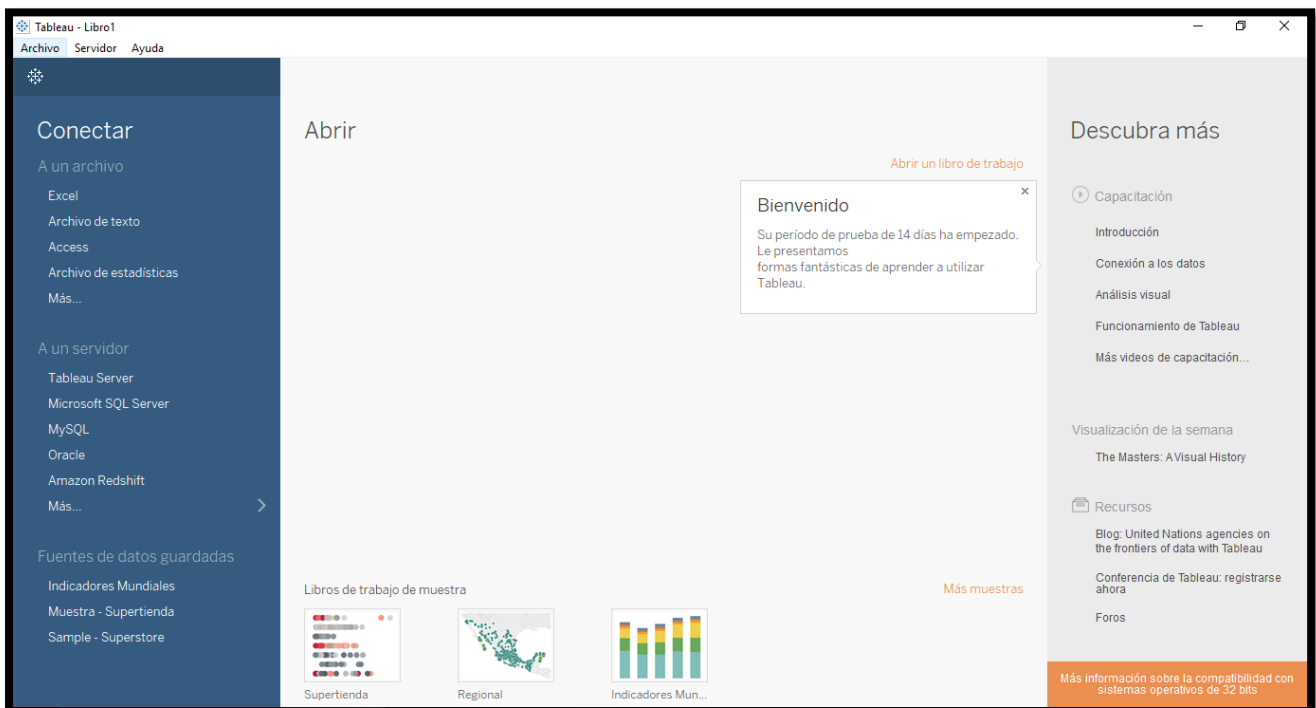 Tableau - Libro1
Archivo Servidor Ayuda
Conectar
A un archivo
Excel
Archivo de texto
Access
Archivo de estadísticas
Más...
A un servidor
Tableau Server
Microsoft SQL Server
MySQL
Oracle
Amazon Redshift
Más...
Fuentes de datos guardadas
Indicadores Mundiales
Muestra - Supertienda
Sample - Superstore
Abrir
Abrir un libro de trabajo
Bienvenido
Su período de prueba de 14 días ha empezado.
Le presentamos
formas fantásticas de aprender a utilizar
Tableau.
Libros de trabajo de muestra
Más muestras
Supertienda
Regional
Indicadores Mun...
Descubra más
Capacitación
Introducción
Conexión a los datos
Análisis visual
Funcionamiento de Tableau
Más videos de capacitación...
Visualización de la semana
The Masters: A Visual History
Recursos
Blog: United Nations agencies on
the frontiers of data with Tableau
Conferencia de Tableau: registrarse
ahora
Foros
Más información sobre la compatibilidad con
sistemas operativos de 32 bits